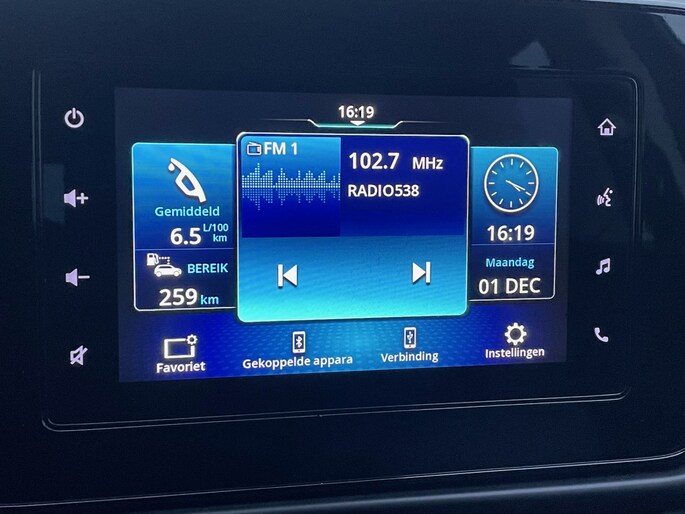 16:19
Gemiddeld
6.5 L/100 km
BEREIK
259 km
FM 1
102.7 MHz
RADIO538
16:19
Maandag
01 DEC
Favoriet
Gekoppelde appara
Verbinding
Instellingen